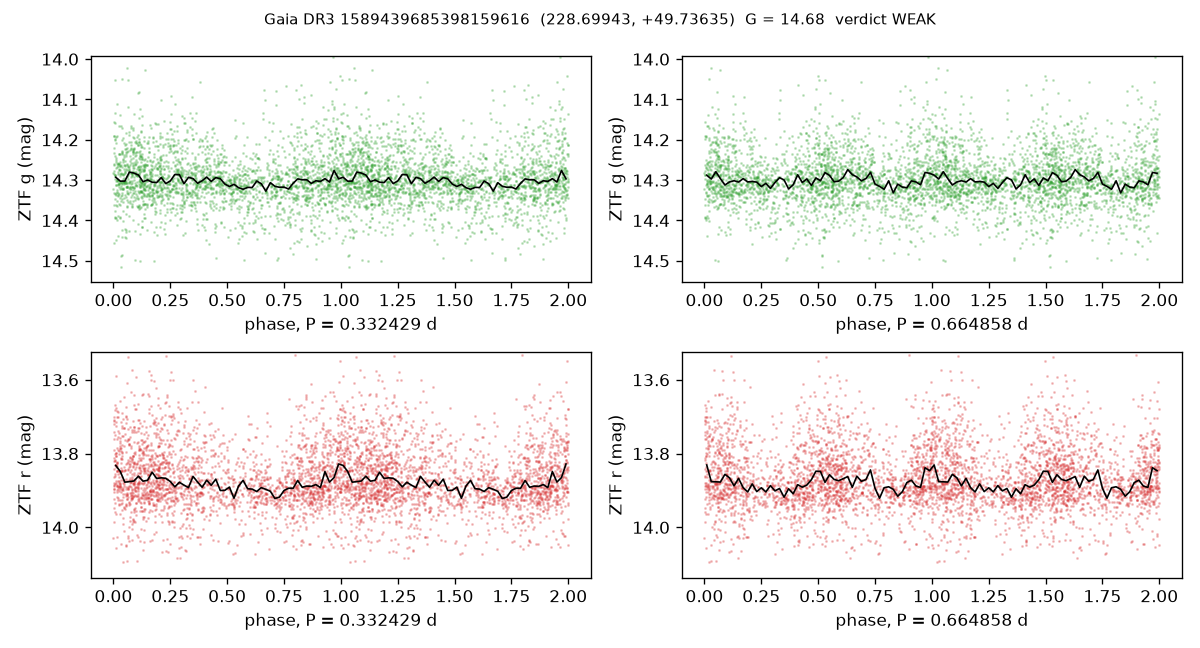 Gaia DR3 1589439685398159616  (228.69943, +49.73635)  G = 14.68  verdict WEAK
ZTF g (mag)
14.0
14.1
14.2
14.3
14.4
14.5
0.00 0.25 0.50 0.75 1.00 1.25 1.50 1.75 2.00
phase, P = 0.332429 d
ZTF g (mag)
14.0
14.1
14.2
14.3
14.4
14.5
0.00 0.25 0.50 0.75 1.00 1.25 1.50 1.75 2.00
phase, P = 0.664858 d
ZTF r (mag)
13.6
13.8
14.0
0.00 0.25 0.50 0.75 1.00 1.25 1.50 1.75 2.00
phase, P = 0.332429 d
ZTF r (mag)
13.6
13.8
14.0
0.00 0.25 0.50 0.75 1.00 1.25 1.50 1.75 2.00
phase, P = 0.664858 d